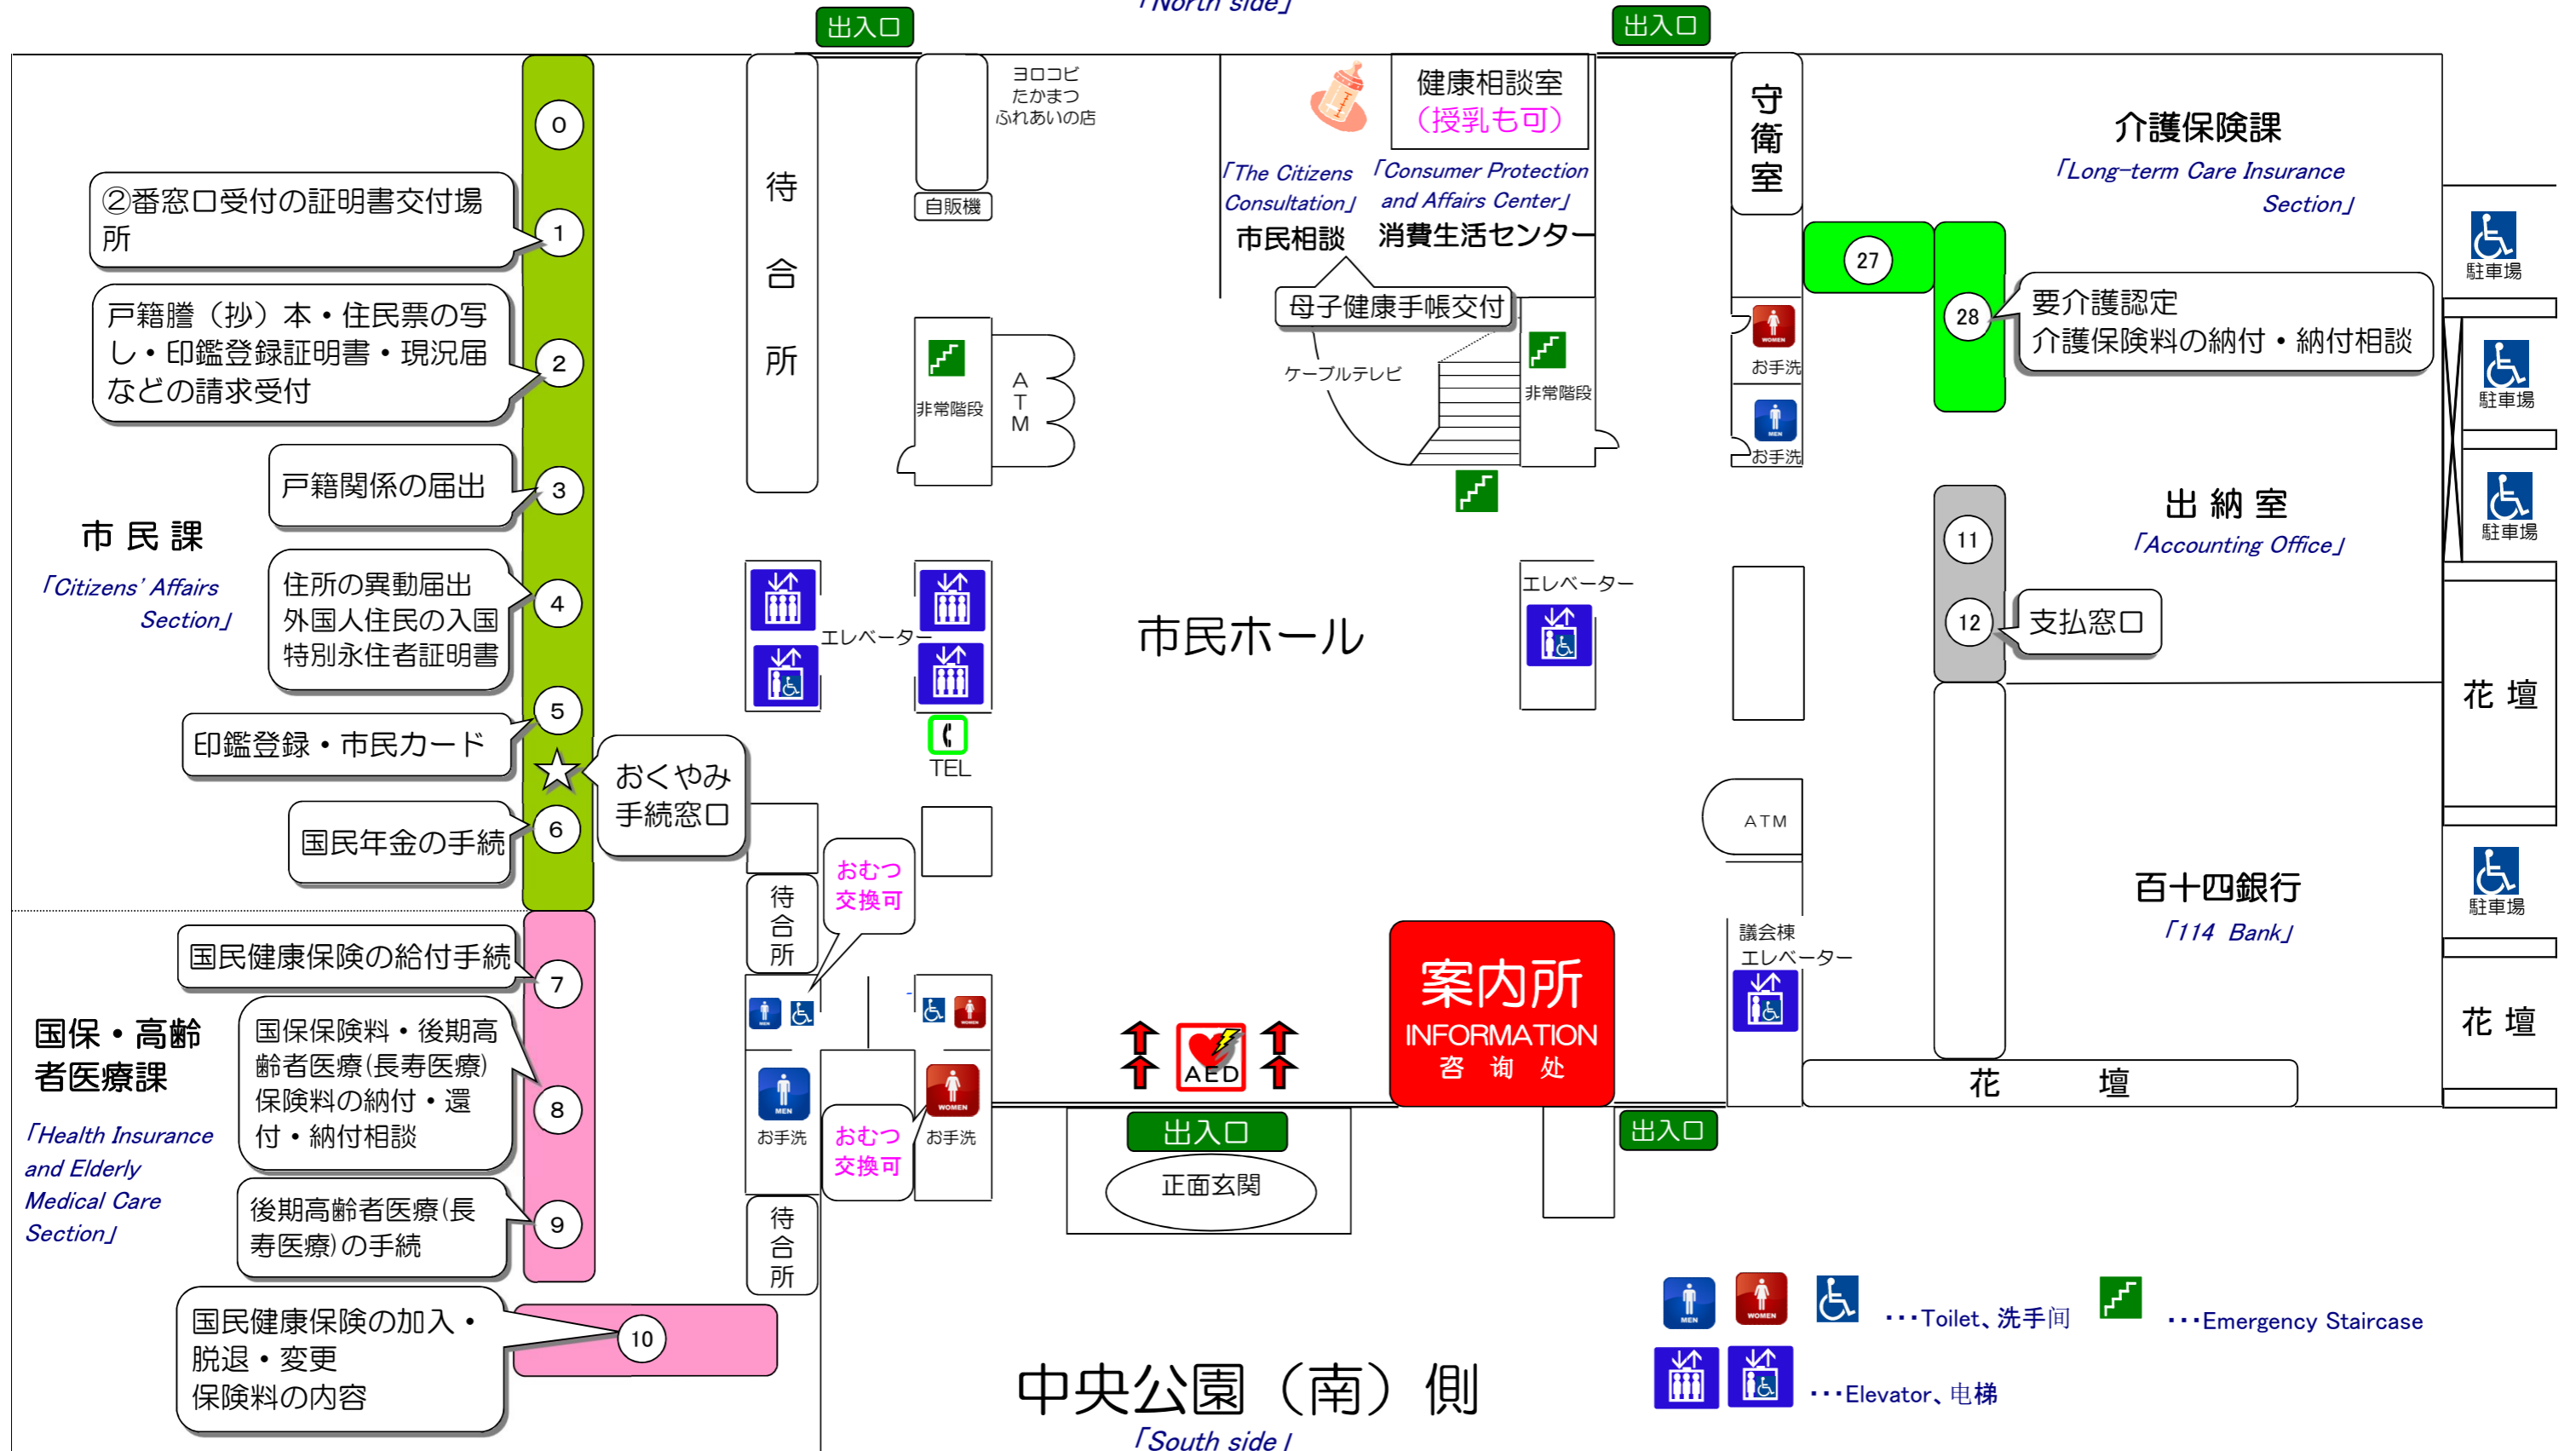 「North side」
出入口
出入口
0
②番窓口受付の証明書交付場
所
1
戸籍謄（抄）本・住民票の写
し・印鑑登録証明書・現況届
などの請求受付
2
戸籍関係の届出
3
市民課
「Citizens' Affairs
Section」
住所の異動届出
外国人住民の入国
特別永住者証明書
4
5
印鑑登録・市民カード
おくやみ
手続窓口
国民年金の手続
6
国民健康保険の給付手続
7
国保・高齢
者医療課
「Health Insurance
and Elderly
Medical Care
Section」
国保保険料・後期高
齢者医療(長寿医療)
保険料の納付・還
付・納付相談
8
後期高齢者医療(長
寿医療)の手続
9
国民健康保険の加入・
脱退・変更
保険料の内容
10
待合所
ヨロコビ
たかまつ
ふれあいの店
自販機
非常階段
ATM
エレベーター
TEL
待合所
おむつ
交換可
MEN
WOMEN
MEN
お手洗
おむつ
交換可
WOMEN
お手洗
待合所
健康相談室
（授乳も可）
「The Citizens
Consultation」
市民相談
「Consumer Protection
and Affairs Center」
消費生活センター
母子健康手帳交付
ケーブルテレビ
非常階段
市民ホール
エレベーター
AED
案内所
INFORMATION
咨询处
出入口
正面玄関
出入口
守衛室
WOMEN
お手洗
MEN
お手洗
ATM
議会棟
エレベーター
介護保険課
「Long-term Care Insurance
Section」
27
28
要介護認定
介護保険料の納付・納付相談
出納室
「Accounting Office」
11
12
支払窓口
百十四銀行
「114 Bank」
花壇
駐車場
駐車場
駐車場
花壇
駐車場
花壇
MEN
WOMEN
･･･Toilet、洗手间
･･･Emergency Staircase
･･･Elevator、电梯
中央公園（南）側
「South side」